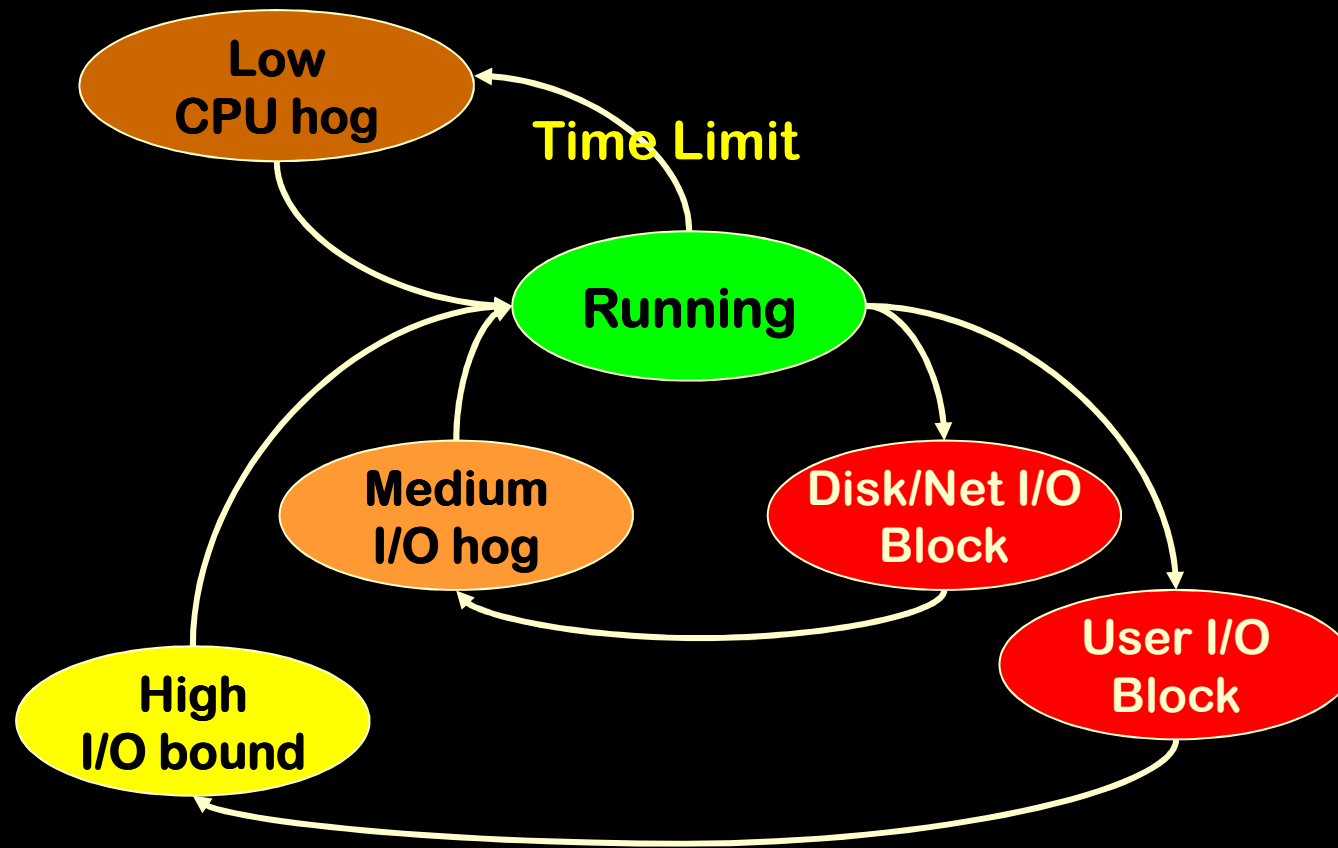 Low
CPU hog
Time Limit
Running
Medium
I/O hog
Disk/Net I/O
Block
User I/O
Block
High
I/O bound